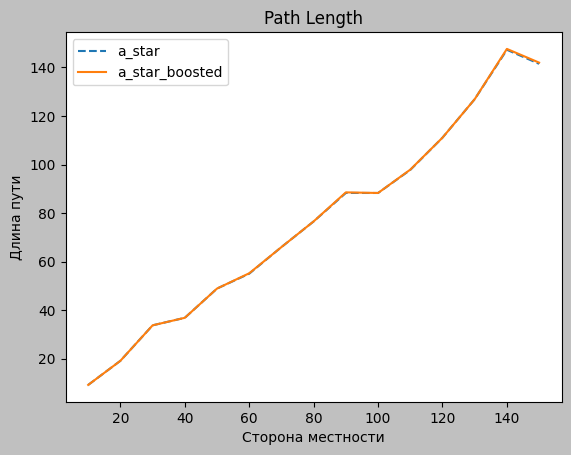 Path Length
a_star
a_star_boosted
Длина пути
140
120
100
80
60
40
20
20 40 60 80 100 120 140
Сторона местности